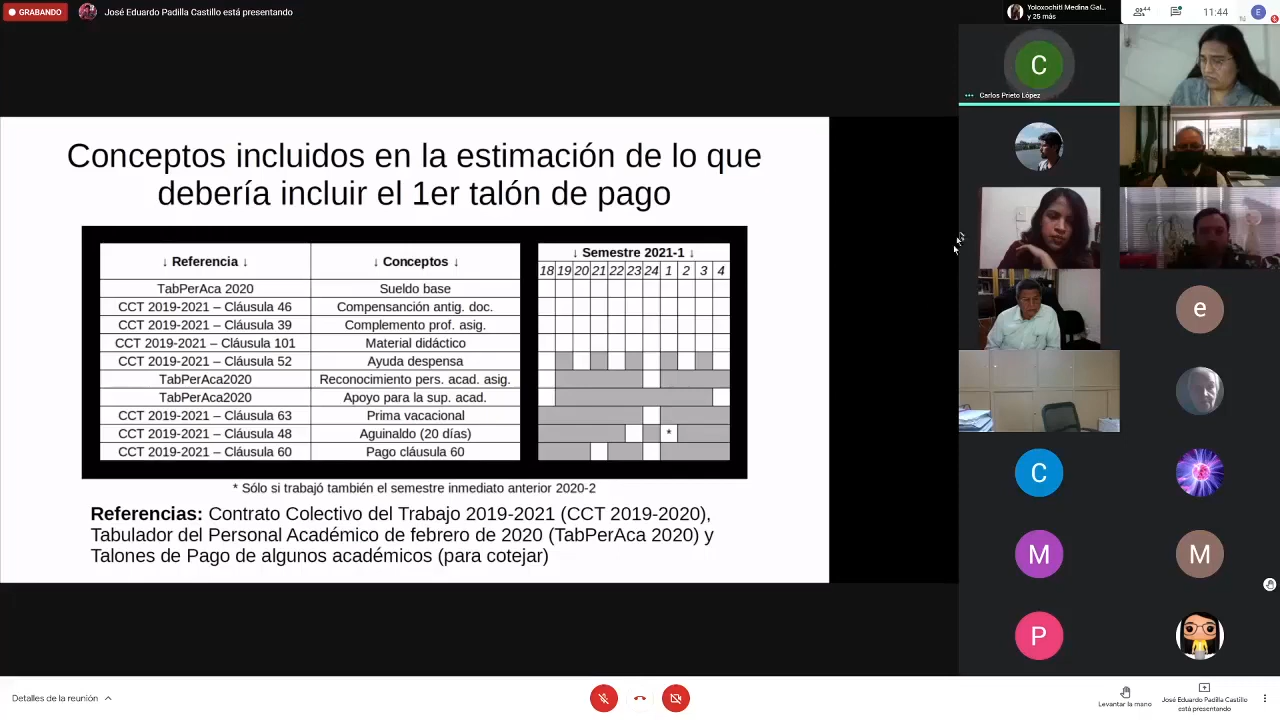 GRABANDO
José Eduardo Padilla Castillo está presentando
Yoloxochitl Medina Gal...
y 25 más
44
11:44
E
C
Carlos Prieto López
Conceptos incluidos en la estimación de lo que
debería incluir el 1er talón de pago
↓ Referencia ↓ ↓ Conceptos ↓ ↓ Semestre 2021-1 ↓
18 19 20 21 22 23 24 1 2 3 4
TabPerAca 2020 Sueldo base
CCT 2019-2021 – Cláusula 46 Compensanción antig. doc.
CCT 2019-2021 – Cláusula 39 Complemento prof. asig.
CCT 2019-2021 – Cláusula 101 Material didáctico
CCT 2019-2021 – Cláusula 52 Ayuda despensa
TabPerAca2020 Reconocimiento pers. acad. asig.
TabPerAca2020 Apoyo para la sup. acad.
CCT 2019-2021 – Cláusula 63 Prima vacacional
CCT 2019-2021 – Cláusula 48 Aguinaldo (20 días) *
CCT 2019-2021 – Cláusula 60 Pago cláusula 60
* Sólo si trabajó también el semestre inmediato anterior 2020-2
Referencias: Contrato Colectivo del Trabajo 2019-2021 (CCT 2019-2020),
Tabulador del Personal Académico de febrero de 2020 (TabPerAca 2020) y
Talones de Pago de algunos académicos (para cotejar)
e
C
M
M
P
Detalles de la reunión
Levantar la mano
José Eduardo Padilla Castillo
está presentando